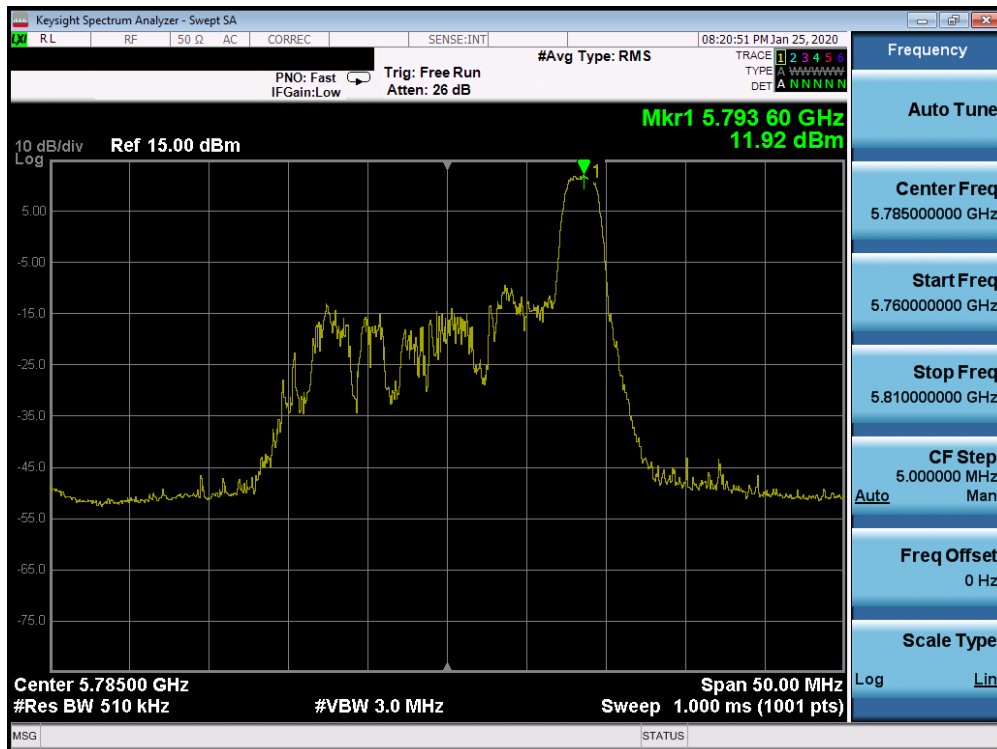 Keysight Spectrum Analyzer - Swept SA
LXI RL RF 50 Ω AC CORREC SENSE:INT 08:20:51 PM Jan 25, 2020
Frequency
#Avg Type: RMS
TRACE 1 2 3 4 5 6
PNO: Fast Trig: Free Run
TYPE A WWWWW
IFGain:Low Atten: 26 dB
DET A N N N N N
Auto Tune
Mkr1 5.793 60 GHz
11.92 dBm
10 dB/div Ref 15.00 dBm
Log
1
5.00
-5.00
-15.0
-25.0
-35.0
-45.0
-55.0
-65.0
-75.0
Center Freq
5.785000000 GHz
Start Freq
5.760000000 GHz
Stop Freq
5.810000000 GHz
CF Step
5.000000 MHz
Auto Man
Freq Offset
0 Hz
Scale Type
Log Lin
Center 5.78500 GHz Span 50.00 MHz
#Res BW 510 kHz #VBW 3.0 MHz Sweep 1.000 ms (1001 pts)
MSG STATUS